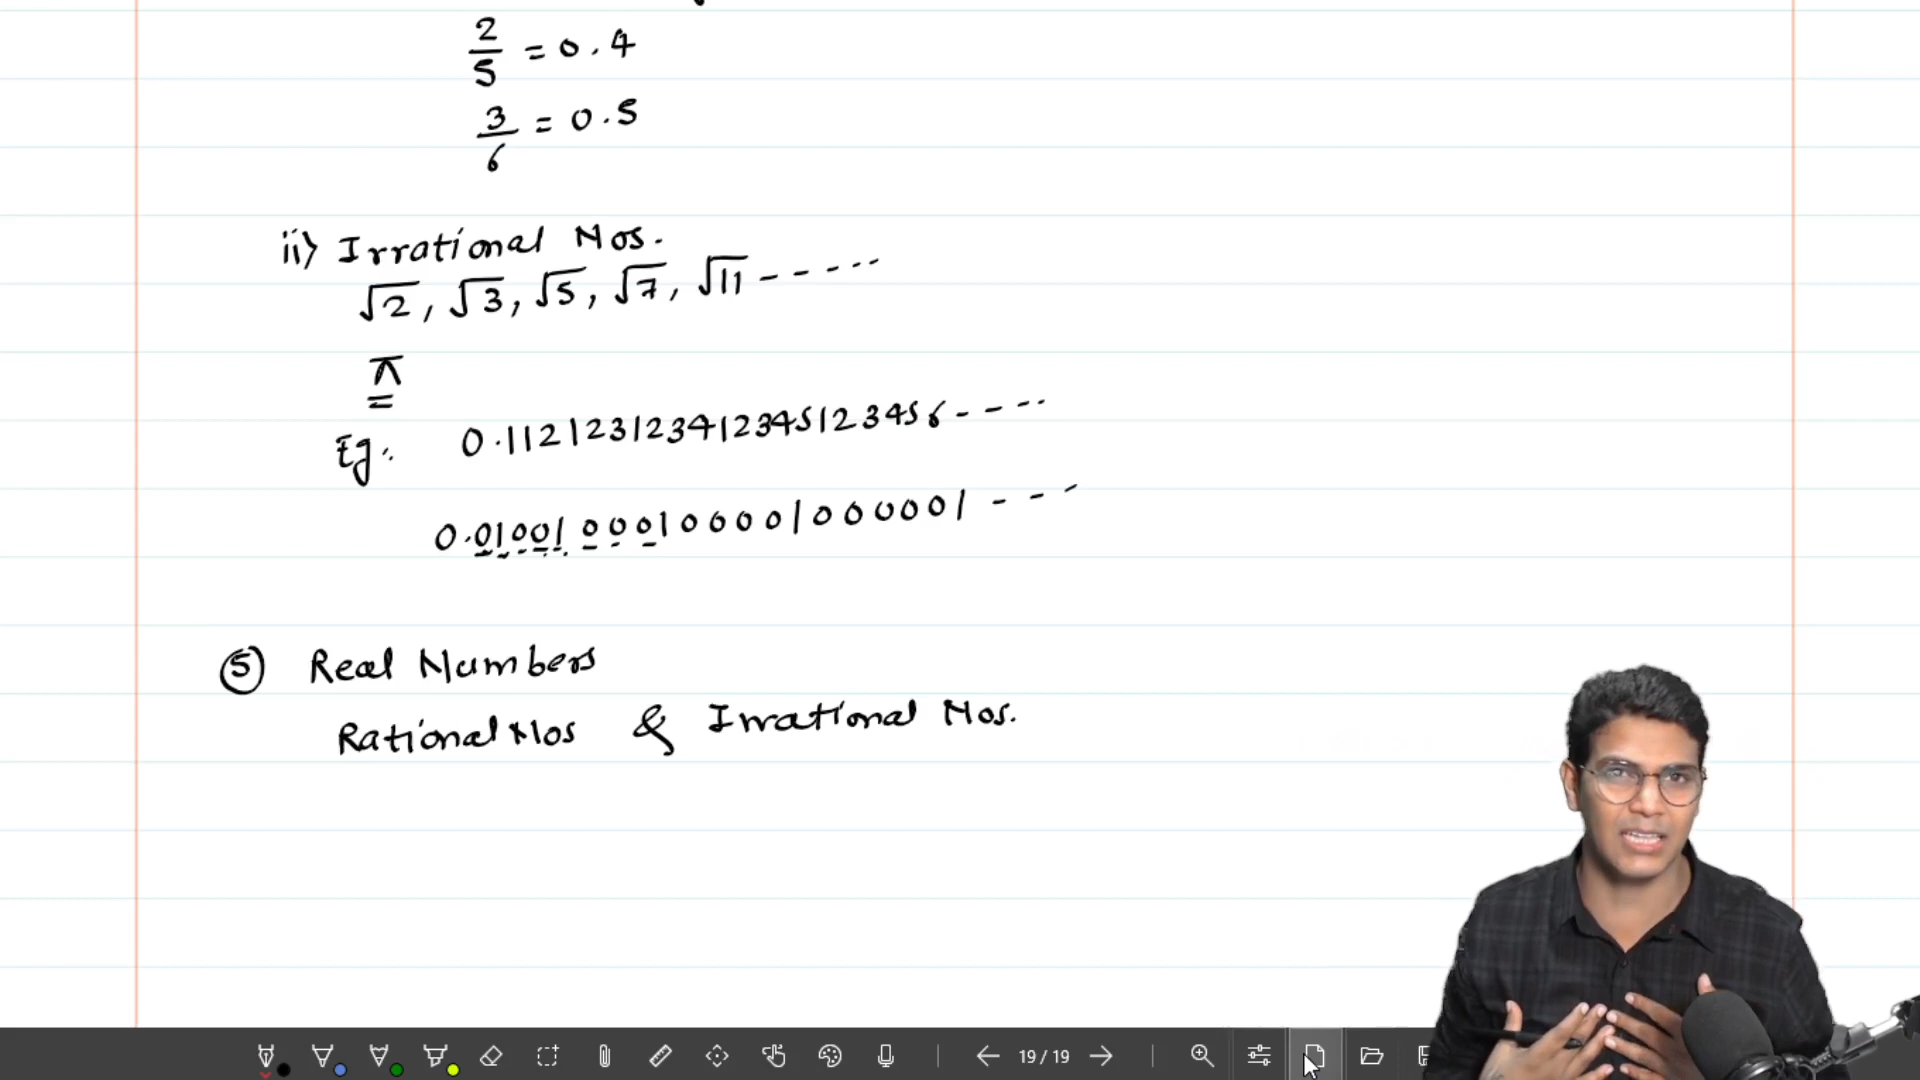 2/5 = 0.4
3/6 = 0.5
ii) Irrational Nos.
√2, √3, √5, √7, √11 - - - - -
π
Eg: 0.112123123412345123456 - - - -
0.01001000100001000001 - - -
⑤ Real Numbers
Rational Nos & Irrational Nos.
19 / 19